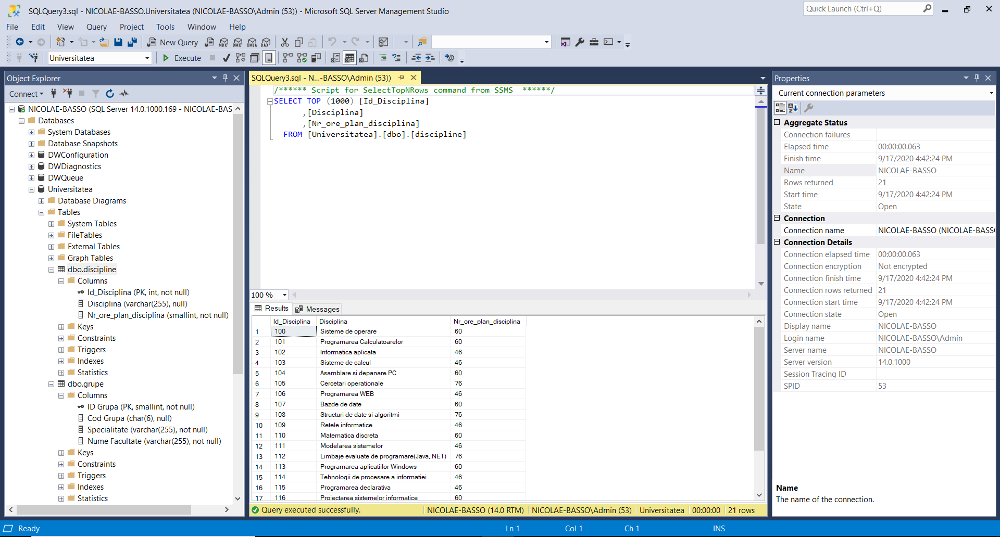 SQLQuery3.sql - NICOLAE-BASSO.Universitatea (NICOLAE-BASSO\Admin (53)) - Microsoft SQL Server Management Studio
Quick Launch (Ctrl+Q)
File Edit View Query Project Tools Window Help
New Query MDX DMX XMLA DAX
Universitatea Execute
Object Explorer
Connect
NICOLAE-BASSO (SQL Server 14.0.1000.169 - NICOLAE-BAS
Databases
System Databases
Database Snapshots
DWConfiguration
DWDiagnostics
DWQueue
Universitatea
Database Diagrams
Tables
System Tables
FileTables
External Tables
Graph Tables
dbo.discipline
Columns
Id_Disciplina (PK, int, not null)
Disciplina (varchar(255), null)
Nr_ore_plan_disciplina (smallint, not null)
Keys
Constraints
Triggers
Indexes
Statistics
dbo.grupe
Columns
ID Grupa (PK, smallint, not null)
Cod Grupa (char(6), null)
Specialitate (varchar(255), not null)
Nume Facultate (varchar(255), not null)
Keys
Constraints
Triggers
Indexes
Statistics
SQLQuery3.sql - N...-BASSO\Admin (53))
/****** Script for SelectTopNRows command from SSMS  ******/
SELECT TOP (1000) [Id_Disciplina]
,[Disciplina]
,[Nr_ore_plan_disciplina]
FROM [Universitatea].[dbo].[discipline]
100 %
Results Messages
Id_Disciplina Disciplina Nr_ore_plan_disciplina
1 100 Sisteme de operare 60
2 101 Programarea Calculatoarelor 60
3 102 Informatica aplicata 46
4 103 Sisteme de calcul 46
5 104 Asamblare si depanare PC 60
6 105 Cercetari operationale 76
7 106 Programarea WEB 46
8 107 Bazde de date 60
9 108 Structuri de date si algoritmi 76
10 109 Retele informatice 46
11 110 Matematica discreta 60
12 111 Modelarea sistemelor 46
13 112 Limbaje evaluate de programare(Java,.NET) 76
14 113 Programarea aplicatiilor Windows 60
15 114 Tehnologii de procesare a informatiei 46
16 115 Programarea declarativa 46
17 116 Proiectarea sistemelor informatice 60
Query executed successfully. NICOLAE-BASSO (14.0 RTM) NICOLAE-BASSO\Admin (53) Universitatea 00:00:00 21 rows
Properties
Current connection parameters
Aggregate Status
Connection failures
Elapsed time 00:00:00.063
Finish time 9/17/2020 4:42:24 PM
Name NICOLAE-BASSO
Rows returned 21
Start time 9/17/2020 4:42:24 PM
State Open
Connection
Connection name NICOLAE-BASSO (NICOLAE-BASS
Connection Details
Connection elapsed time 00:00:00.063
Connection encryption Not encrypted
Connection finish time 9/17/2020 4:42:24 PM
Connection rows returned 21
Connection start time 9/17/2020 4:42:24 PM
Connection state Open
Display name NICOLAE-BASSO
Login name NICOLAE-BASSO\Admin
Server name NICOLAE-BASSO
Server version 14.0.1000
Session Tracing ID
SPID 53
Name
The name of the connection.
Ready Ln 1 Col 1 Ch 1 INS